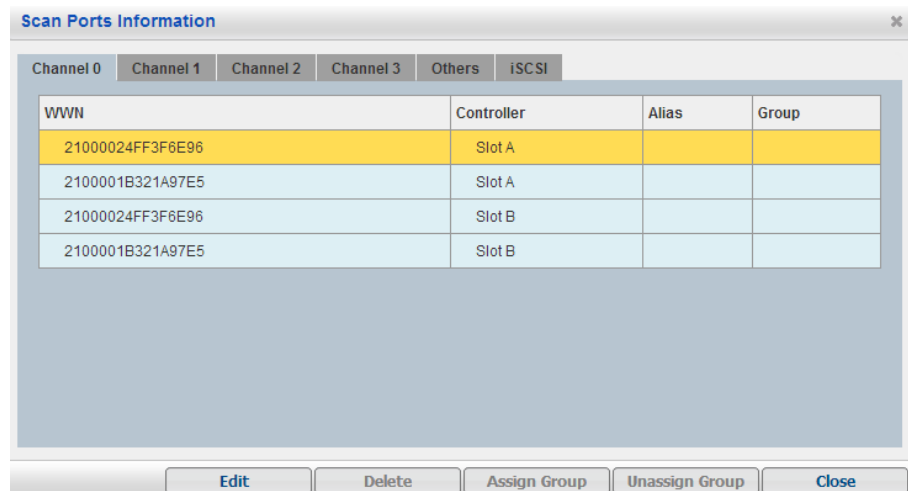 Scan Ports Information
Channel 0 Channel 1 Channel 2 Channel 3 Others iSCSI
WWN Controller Alias Group
21000024FF3F6E96 Slot A
2100001B321A97E5 Slot A
21000024FF3F6E96 Slot B
2100001B321A97E5 Slot B
Edit Delete Assign Group Unassign Group Close